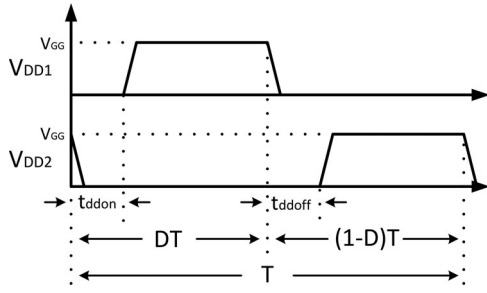 VGG
VDD1
VGG
VDD2
tddon
tddoff
DT
(1-D)T
T